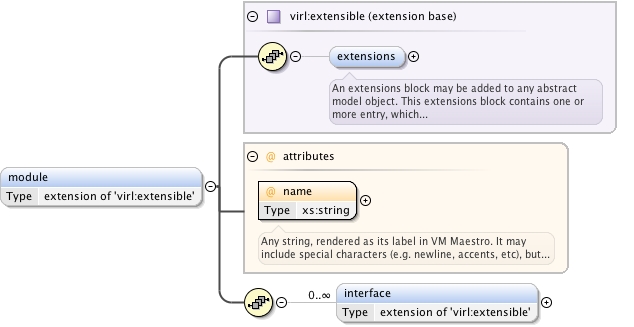 virl:extensible (extension base)
extensions
An extensions block may be added to any abstract
model object. This extensions block contains one or
more entry, which...
@ attributes
module
Type extension of 'virl:extensible'
@ name
Type xs:string
Any string, rendered as its label in VM Maestro. It may
include special characters (e.g. newline, accents, etc), but...
0..∞
interface
Type extension of 'virl:extensible'